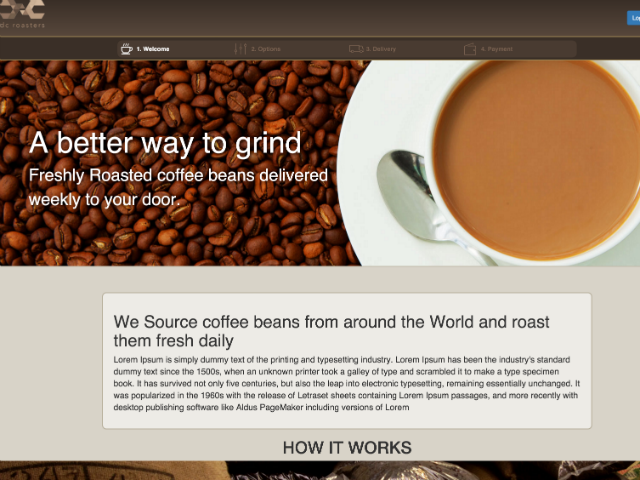 dc roasters
Lo
1. Welcome
2. Options
3. Delivery
4. Payment
A better way to grind
Freshly Roasted coffee beans delivered
weekly to your door.
We Source coffee beans from around the World and roast
them fresh daily
Lorem Ipsum is simply dummy text of the printing and typesetting industry. Lorem Ipsum has been the industry's standard
dummy text since the 1500s, when an unknown printer took a galley of type and scrambled it to make a type specimen
book. It has survived not only five centuries, but also the leap into electronic typesetting, remaining essentially unchanged. It
was popularized in the 1960s with the release of Letraset sheets containing Lorem Ipsum passages, and more recently with
desktop publishing software like Aldus PageMaker including versions of Lorem
HOW IT WORKS